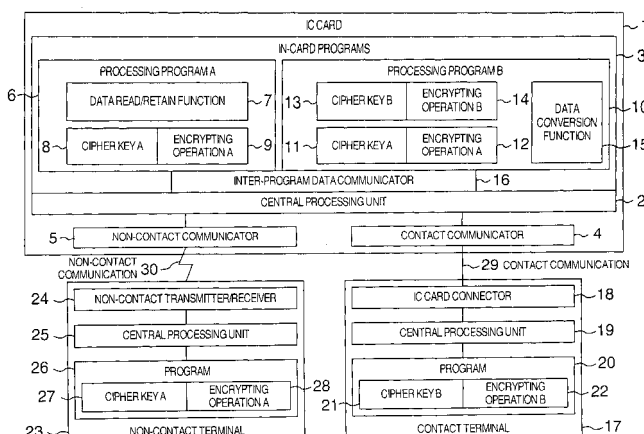 IC CARD
1
IN-CARD PROGRAMS
3
PROCESSING PROGRAM A
PROCESSING PROGRAM B
6
DATA READ/RETAIN FUNCTION
7
13
CIPHER KEY B
ENCRYPTING OPERATION B
14
DATA CONVERSION FUNCTION
10
15
8
CIPHER KEY A
ENCRYPTING OPERATION A
9
11
CIPHER KEY A
ENCRYPTING OPERATION A
12
INTER-PROGRAM DATA COMMUNICATOR
16
CENTRAL PROCESSING UNIT
2
5
NON-CONTACT COMMUNICATOR
CONTACT COMMUNICATOR
4
NON-CONTACT COMMUNICATION
30
29
CONTACT COMMUNICATION
24
NON-CONTACT TRANSMITTER/RECEIVER
IC CARD CONNECTOR
18
25
CENTRAL PROCESSING UNIT
CENTRAL PROCESSING UNIT
19
26
PROGRAM
PROGRAM
20
27
CIPHER KEY A
ENCRYPTING OPERATION A
28
21
CIPHER KEY B
ENCRYPTING OPERATION B
22
23
NON-CONTACT TERMINAL
CONTACT TERMINAL
17